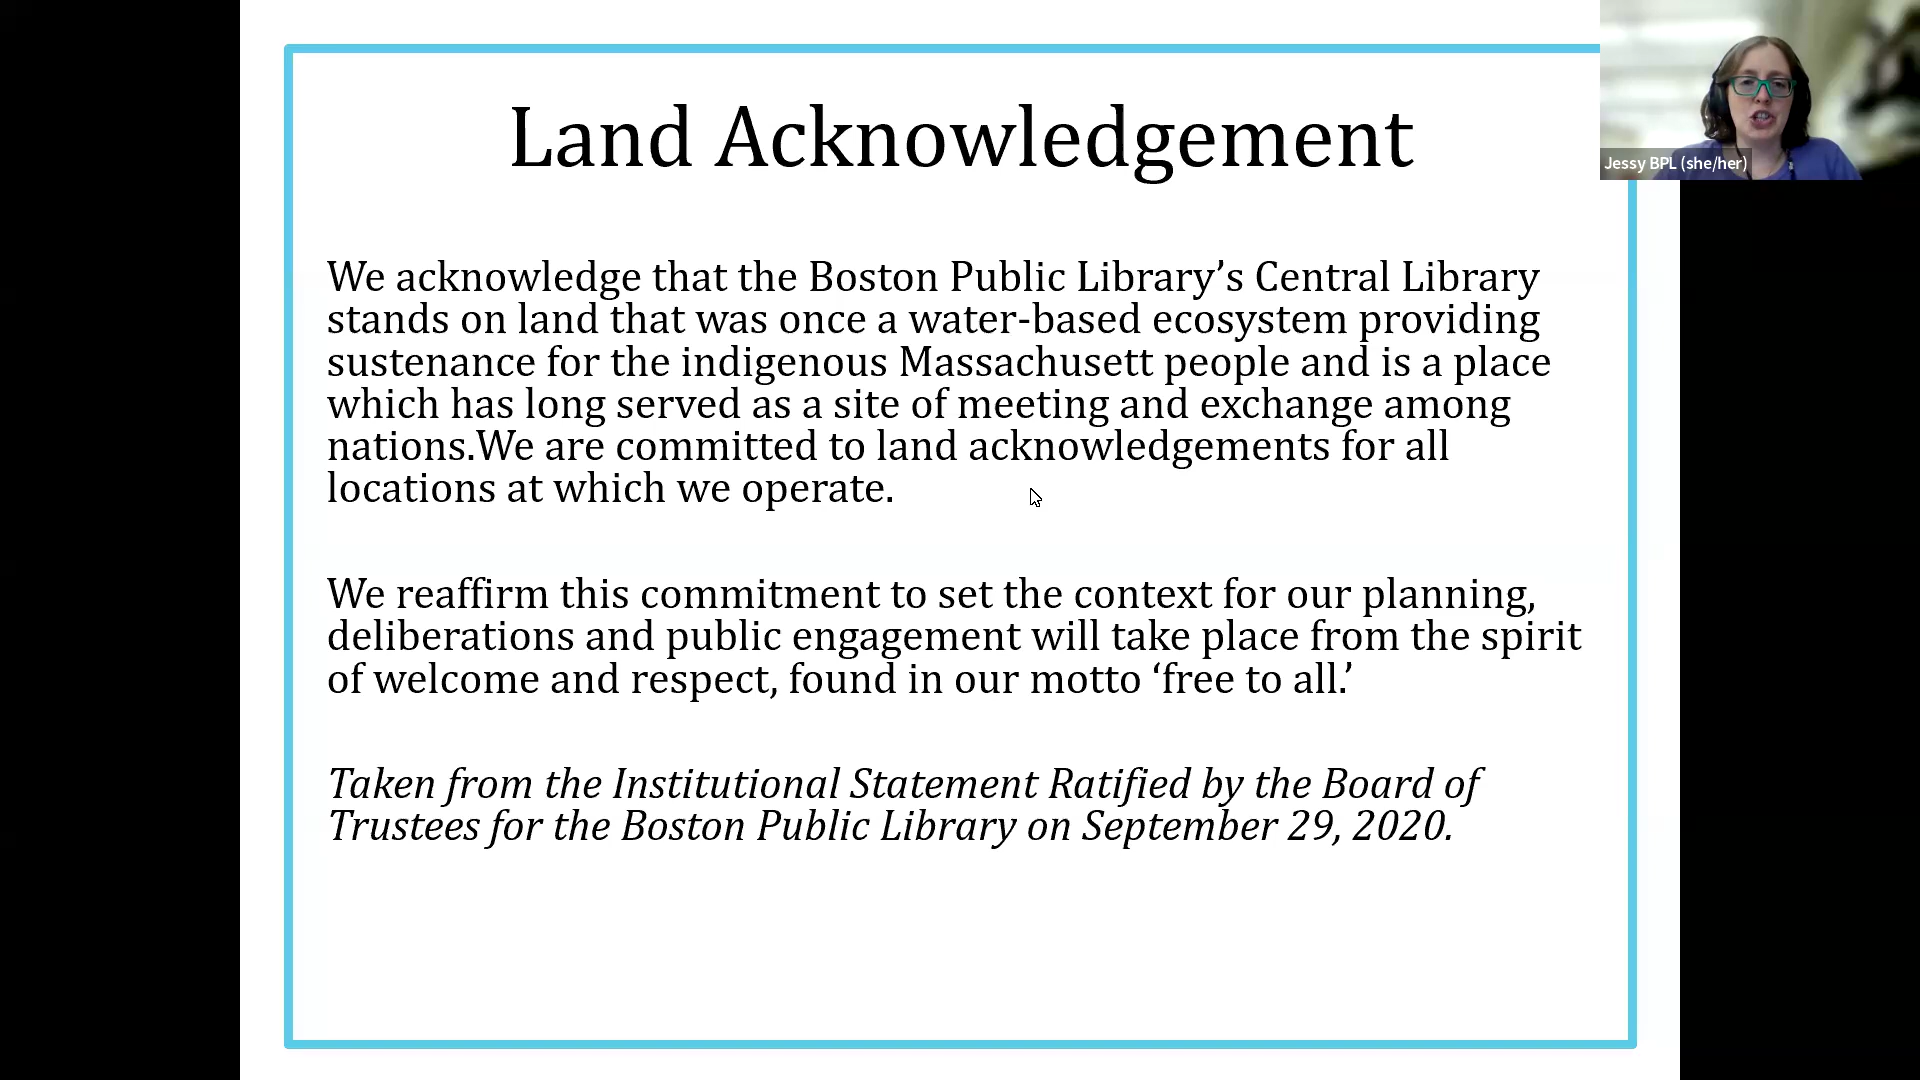 Land Acknowledgement
Jessy BPL (she/her)
We acknowledge that the Boston Public Library’s Central Library
stands on land that was once a water-based ecosystem providing
sustenance for the indigenous Massachusett people and is a place
which has long served as a site of meeting and exchange among
nations.We are committed to land acknowledgements for all
locations at which we operate.
We reaffirm this commitment to set the context for our planning,
deliberations and public engagement will take place from the spirit
of welcome and respect, found in our motto ‘free to all.’
Taken from the Institutional Statement Ratified by the Board of
Trustees for the Boston Public Library on September 29, 2020.